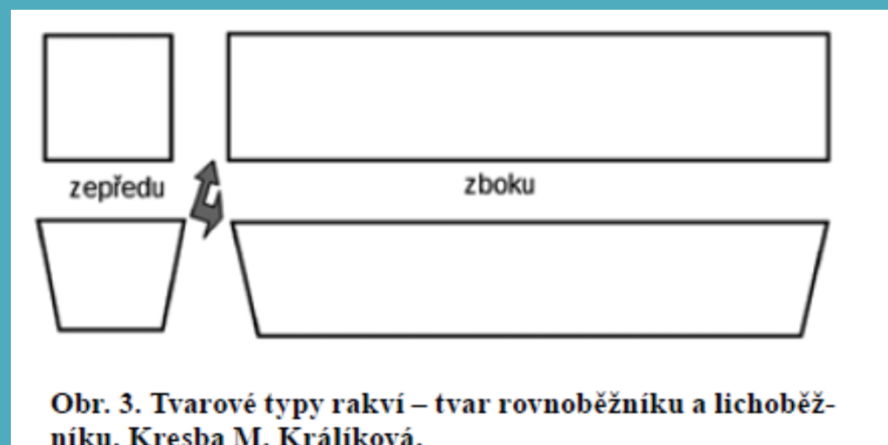 zepředu
zboku
Obr. 3. Tvarové typy rakví – tvar rovnoběžníku a lichoběž-
níku. Kresba M. Králíková.